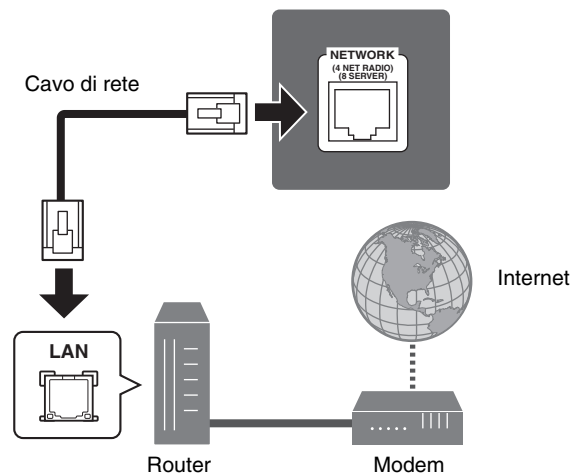 NETWORK
(4 NET RADIO)
(8 SERVER)
Cavo di rete
Internet
LAN
Router
Modem